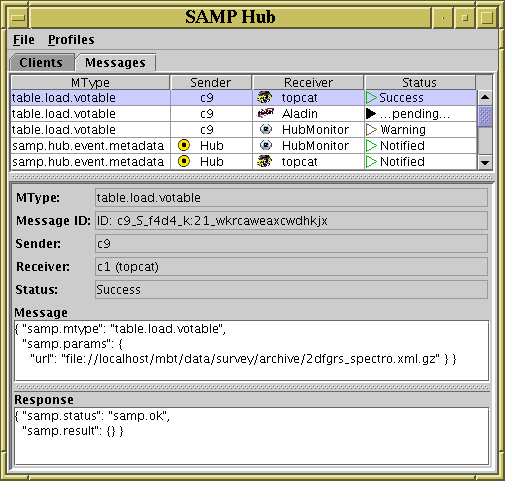 SAMP Hub
File Profiles
Clients Messages
MType Sender Receiver Status
table.load.votable c9 topcat Success
table.load.votable c9 Aladin ...pending...
table.load.votable c9 HubMonitor Warning
samp.hub.event.metadata Hub HubMonitor Notified
samp.hub.event.metadata Hub topcat Notified
MType: table.load.votable
Message ID: ID: c9_S_f4d4_k:21_wkrcaweaxcwdhkjx
Sender: c9
Receiver: c1 (topcat)
Status: Success
Message
{ "samp.mtype": "table.load.votable",
"samp.params": {
"url": "file://localhost/mbt/data/survey/archive/2dfgrs_spectro.xml.gz" } }
Response
{ "samp.status": "samp.ok",
"samp.result": {} }